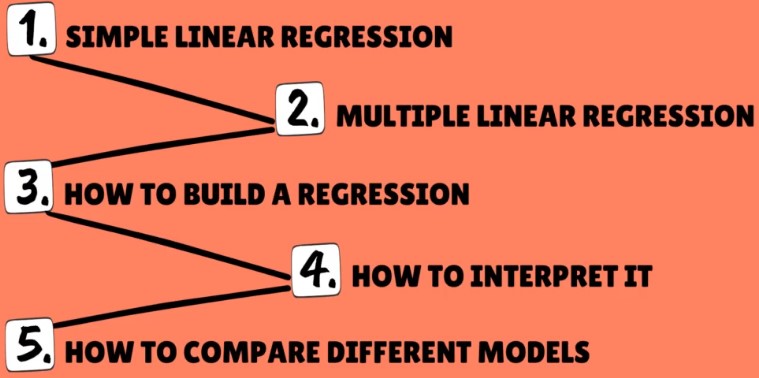 1. SIMPLE LINEAR REGRESSION
2. MULTIPLE LINEAR REGRESSION
3. HOW TO BUILD A REGRESSION
4. HOW TO INTERPRET IT
5. HOW TO COMPARE DIFFERENT MODELS